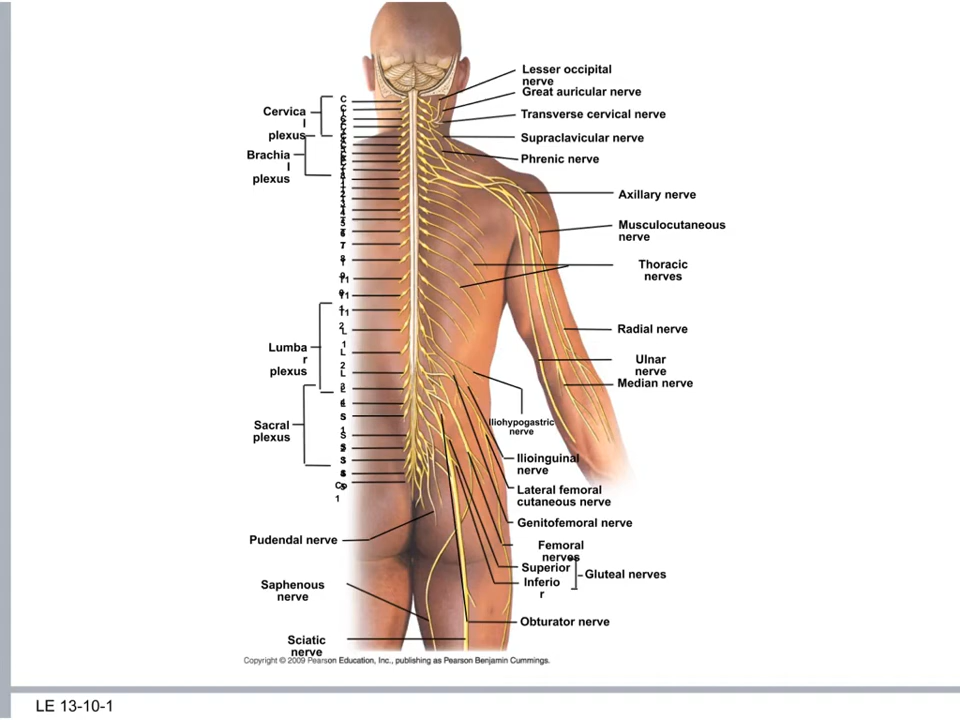 Lesser occipital
nerve
Great auricular nerve
Transverse cervical nerve
Supraclavicular nerve
Phrenic nerve
Axillary nerve
Musculocutaneous
nerve
Thoracic
nerves
Radial nerve
Ulnar
nerve
Median nerve
Iliohypogastric
nerve
Ilioinguinal
nerve
Lateral femoral
cutaneous nerve
Genitofemoral nerve
Femoral
nerves
Superior
Inferio
r
Gluteal nerves
Obturator nerve
Cervica
l
plexus
Brachia
l
plexus
Lumba
r
plexus
Sacral
plexus
Pudendal nerve
Saphenous
nerve
Sciatic
nerve
Copyright © 2009 Pearson Education, Inc., publishing as Pearson Benjamin Cummings.
LE 13-10-1